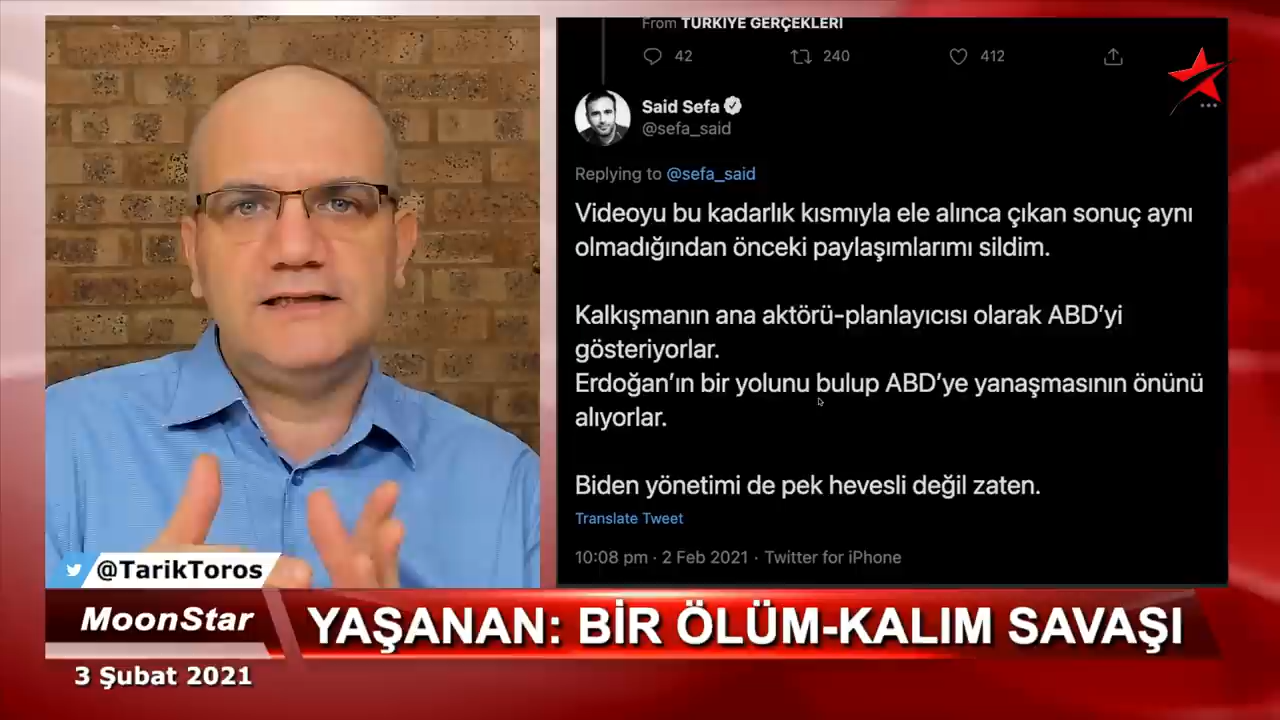 From TÜRKİYE GERÇEKLERİ
42 240 412
Said Sefa
@sefa_said
Replying to @sefa_said
Videoyu bu kadarlık kısmıyla ele alınca çıkan sonuç aynı
olmadığından önceki paylaşımlarımı sildim.
Kalkışmanın ana aktörü-planlayıcısı olarak ABD’yi
gösteriyorlar.
Erdoğan’ın bir yolunu bulup ABD’ye yanaşmasının önünü
alıyorlar.
Biden yönetimi de pek hevesli değil zaten.
Translate Tweet
10:08 pm · 2 Feb 2021 · Twitter for iPhone
@TarikToros
MoonStar
YAŞANAN: BİR ÖLÜM-KALIM SAVAŞI
3 Şubat 2021